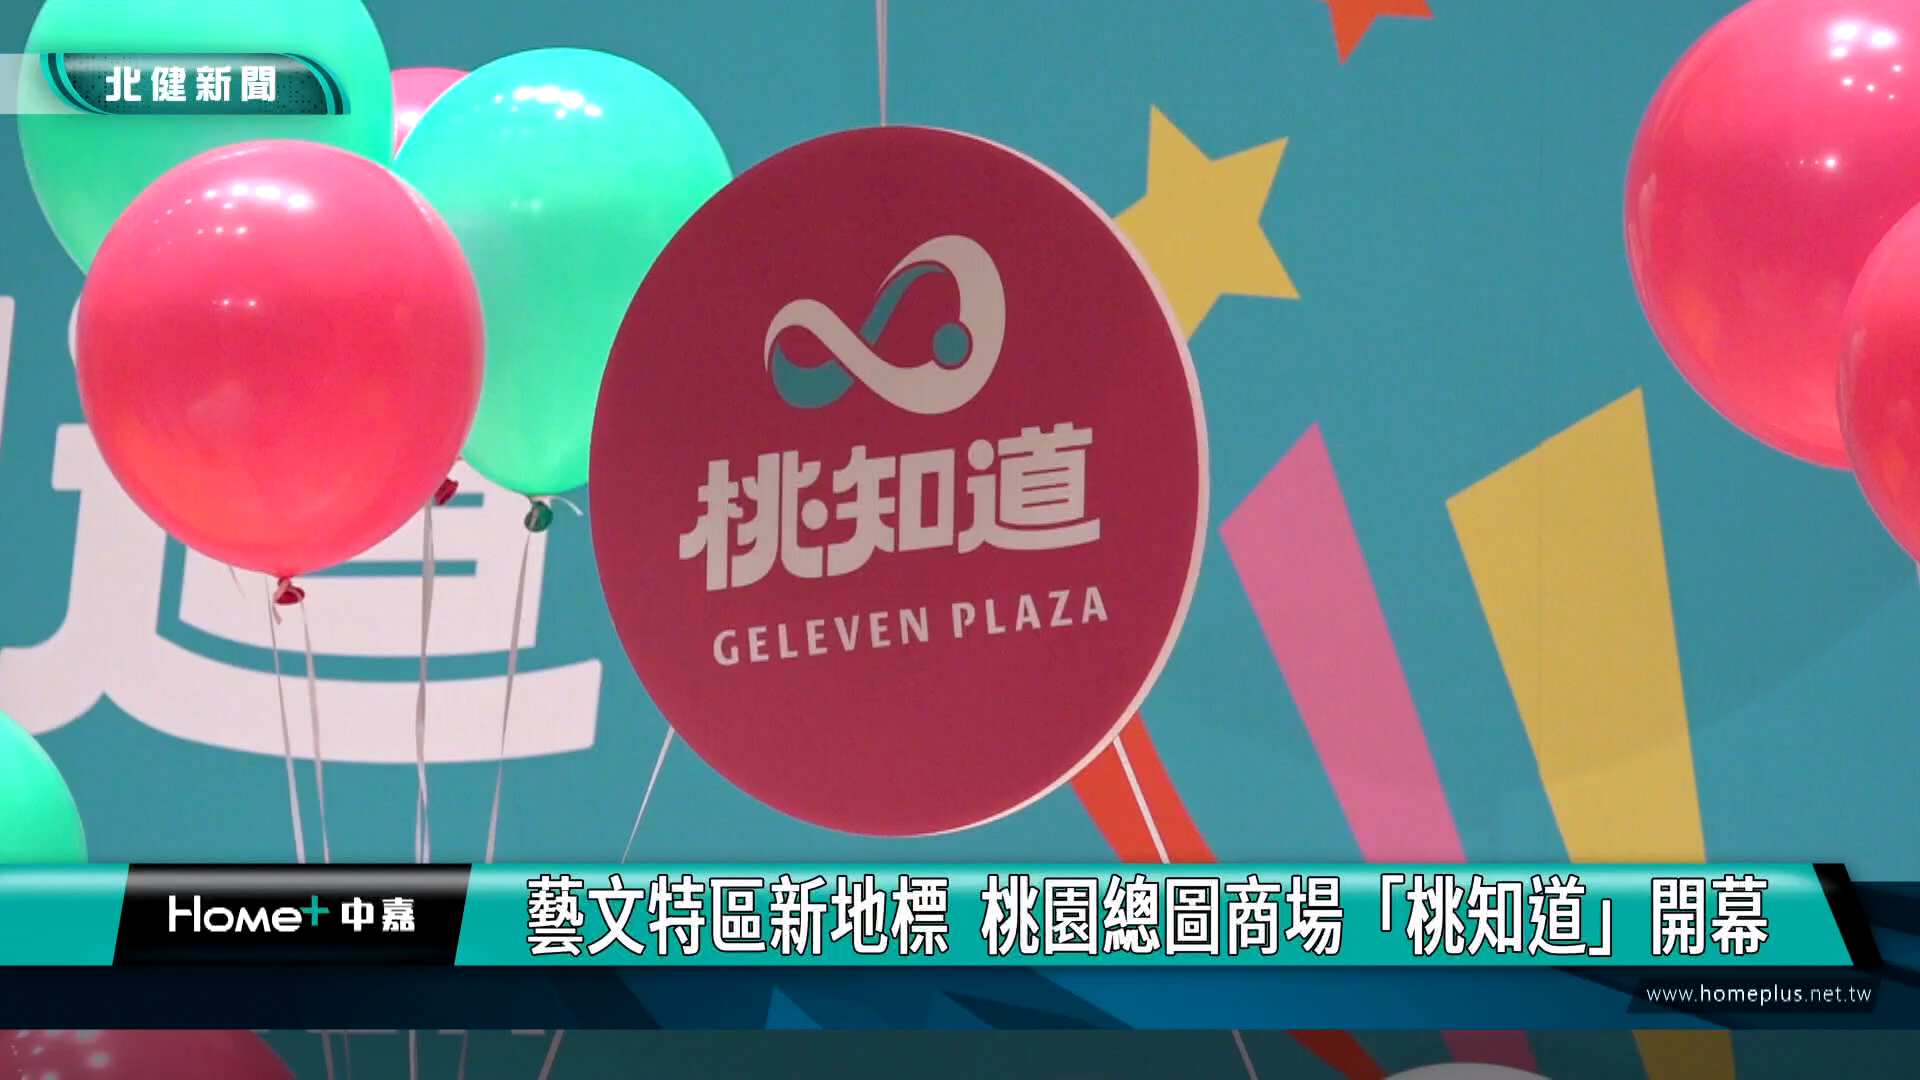 北健新聞
道
桃知道
GELEVEN PLAZA
Home+ 中嘉
藝文特區新地標 桃園總圖商場「桃知道」開幕
www.homeplus.net.tw